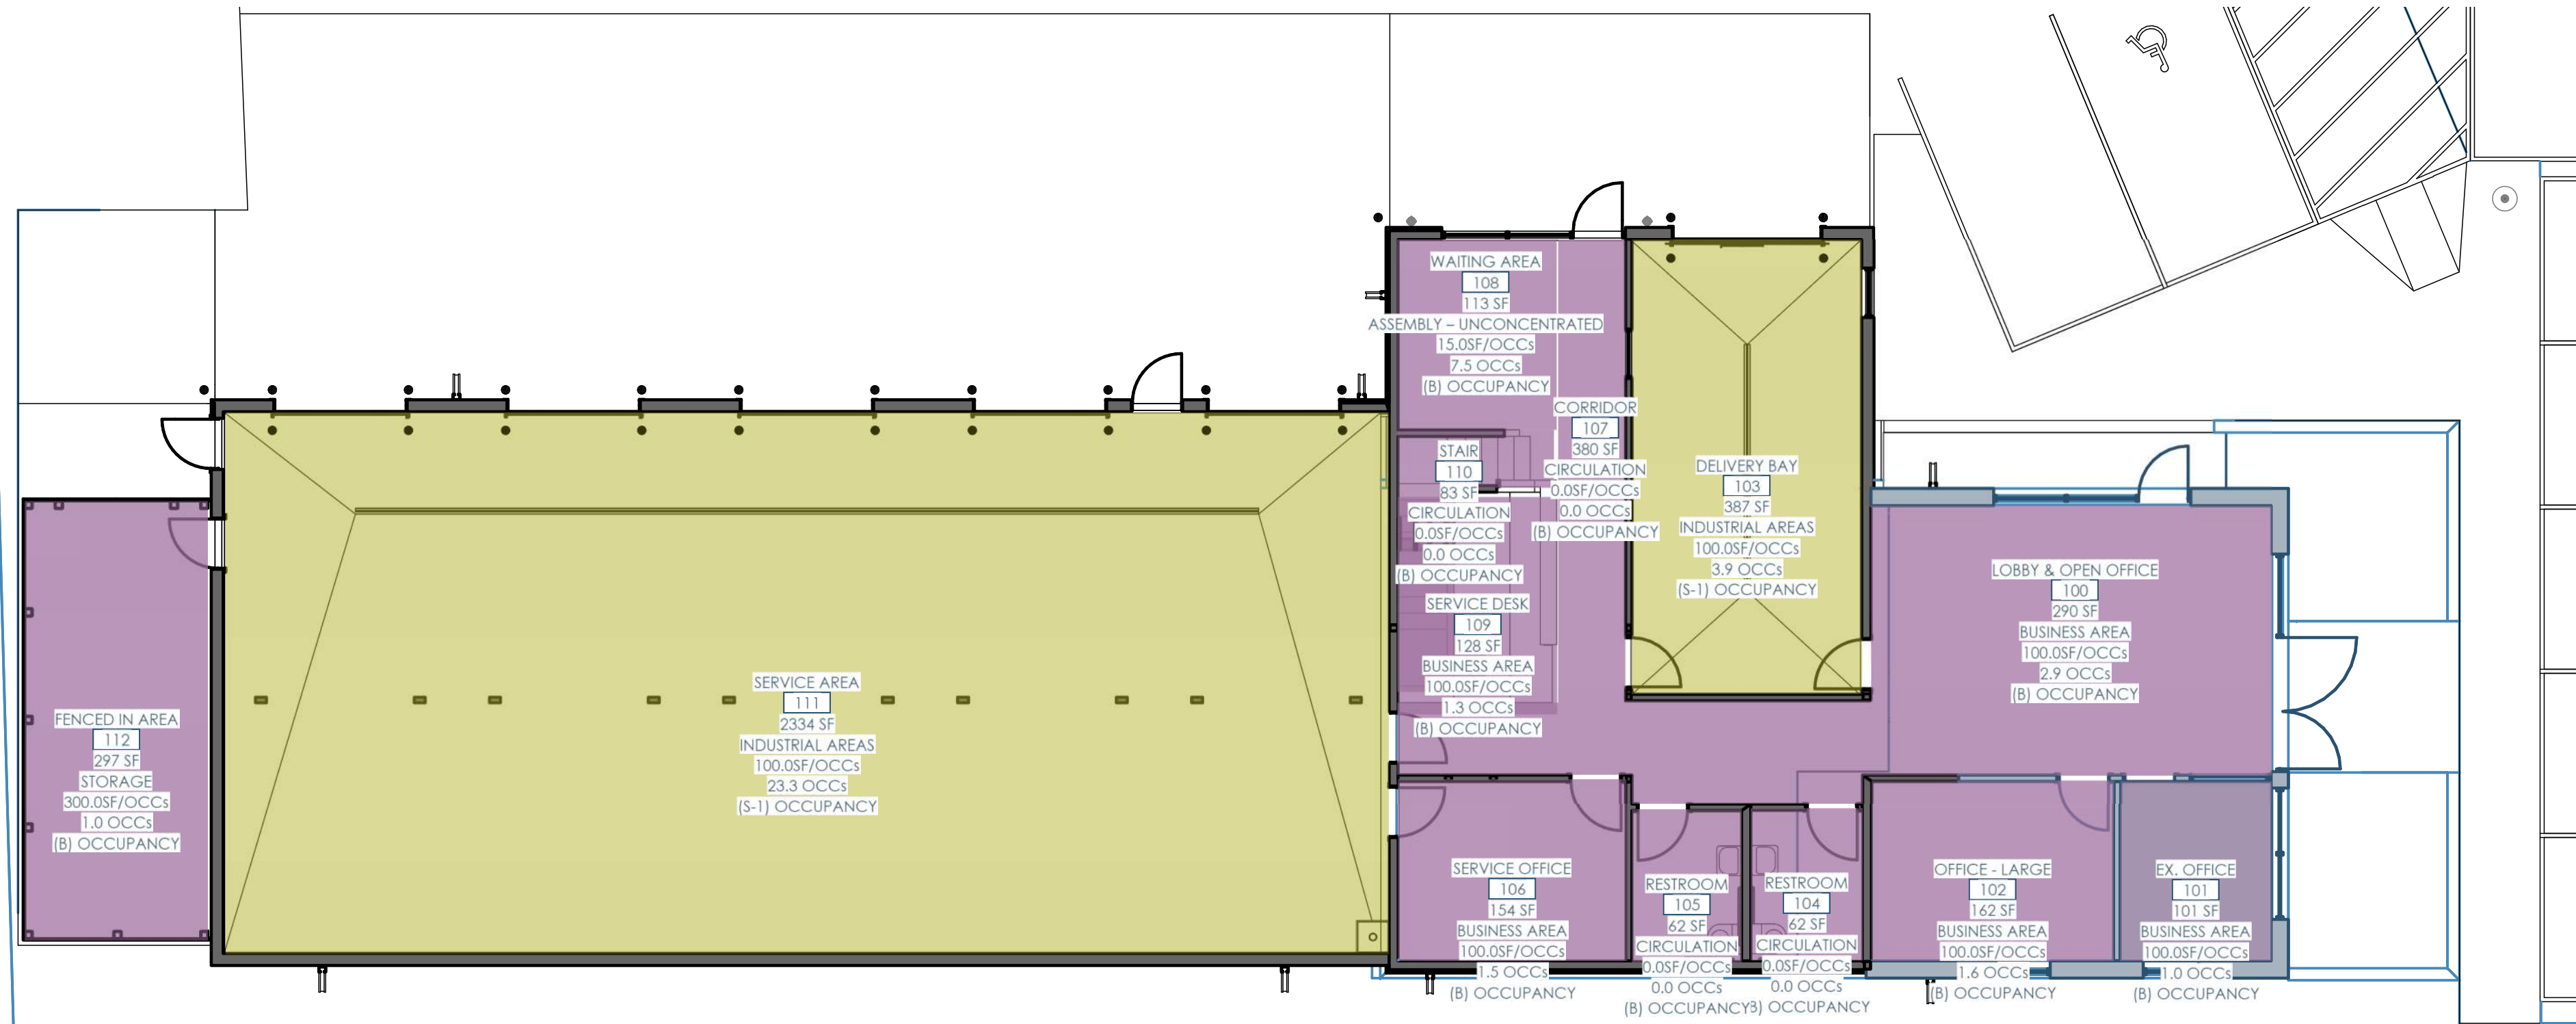 WAITING AREA
108
113 SF
ASSEMBLY – UNCONCENTRATED
15.0SF/OCCs
7.5 OCCs
(B) OCCUPANCY
CORRIDOR
107
380 SF
CIRCULATION
0.0SF/OCCs
0.0 OCCs
(B) OCCUPANCY
STAIR
110
83 SF
CIRCULATION
0.0SF/OCCs
0.0 OCCs
(B) OCCUPANCY
DELIVERY BAY
103
387 SF
INDUSTRIAL AREAS
100.0SF/OCCs
3.9 OCCs
(S-1) OCCUPANCY
LOBBY & OPEN OFFICE
100
290 SF
BUSINESS AREA
100.0SF/OCCs
2.9 OCCs
(B) OCCUPANCY
SERVICE DESK
109
128 SF
BUSINESS AREA
100.0SF/OCCs
1.3 OCCs
(B) OCCUPANCY
SERVICE AREA
111
2334 SF
INDUSTRIAL AREAS
100.0SF/OCCs
23.3 OCCs
(S-1) OCCUPANCY
FENCED IN AREA
112
297 SF
STORAGE
300.0SF/OCCs
1.0 OCCs
(B) OCCUPANCY
SERVICE OFFICE
106
154 SF
BUSINESS AREA
100.0SF/OCCs
1.5 OCCs
(B) OCCUPANCY
RESTROOM
105
62 SF
CIRCULATION
0.0SF/OCCs
0.0 OCCs
(B) OCCUPANCY
RESTROOM
104
62 SF
CIRCULATION
0.0SF/OCCs
0.0 OCCs
B) OCCUPANCY
OFFICE - LARGE
102
162 SF
BUSINESS AREA
100.0SF/OCCs
1.6 OCCs
(B) OCCUPANCY
EX. OFFICE
101
101 SF
BUSINESS AREA
100.0SF/OCCs
1.0 OCCs
(B) OCCUPANCY